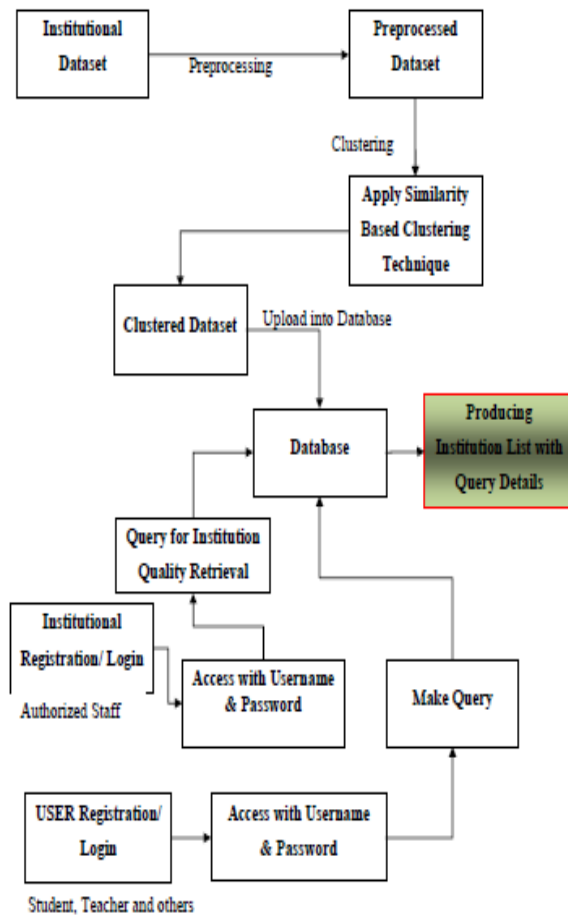 Institutional
Dataset
Preprocessing
Preprocessed
Dataset
Clustering
Apply Similarity
Based Clustering
Technique
Clustered Dataset
Upload into Database
Database
Producing
Institution List with
Query Details
Query for Institution
Quality Retrieval
Institutional
Registration/ Login
Authorized Staff
Access with Username
& Password
Make Query
USER Registration/
Login
Access with Username
& Password
Student, Teacher and others